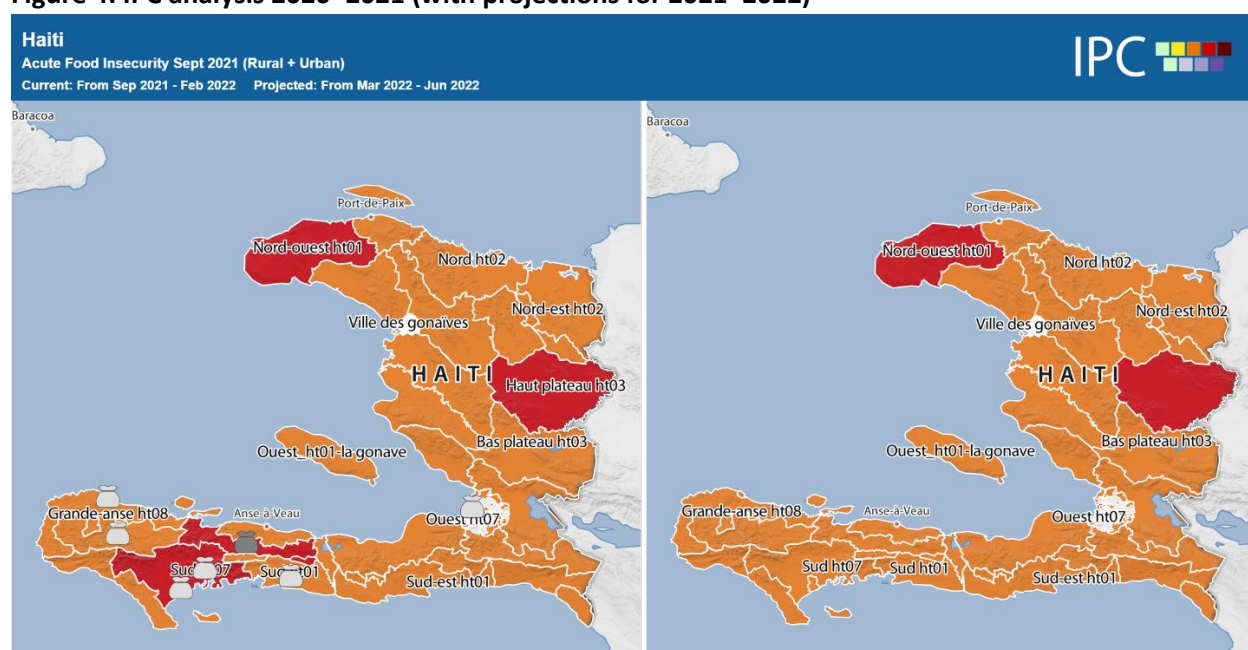 Figure 4. IPC analysis 2020–2021 (with projections for 2021–2022)
Haiti
Acute Food Insecurity Sept 2021 (Rural + Urban)
Current: From Sep 2021 - Feb 2022 Projected: From Mar 2022 - Jun 2022
IPC
Baracoa
Port-de-Paix
Nord-ouest ht01
Nord ht02
Nord-est ht02
Ville des gonaïves
HAITI
Haut plateau ht03
Bas plateau ht03
Ouest_ht01-la gonave
Grande-anse ht08
Anse-à-Veau
Ouest ht07
Sud ht01
Sud-est ht01
Baracoa
Port-de-Paix
Nord-ouest ht01
Nord ht02
Nord-est ht02
Ville des gonaïves
HAITI
Bas plateau ht03
Ouest_ht01-la gonave
Grande-anse ht08
Anse-à-Veau
Ouest ht07
Sud ht07
Sud ht01
Sud-est ht01